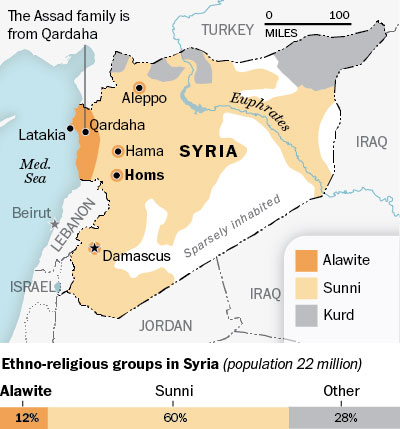 The Assad family is
from Qardaha
TURKEY
0 100
MILES
Aleppo
Euphrates
Latakia
Qardaha
Hama
SYRIA
IRAQ
Med.
Sea
Homs
Beirut
LEBANON
Sparsely inhabited
Damascus
Alawite
ISRAEL
IRAQ
Sunni
JORDAN
Kurd
Ethno-religious groups in Syria (population 22 million)
Alawite Sunni Other
12% 60% 28%